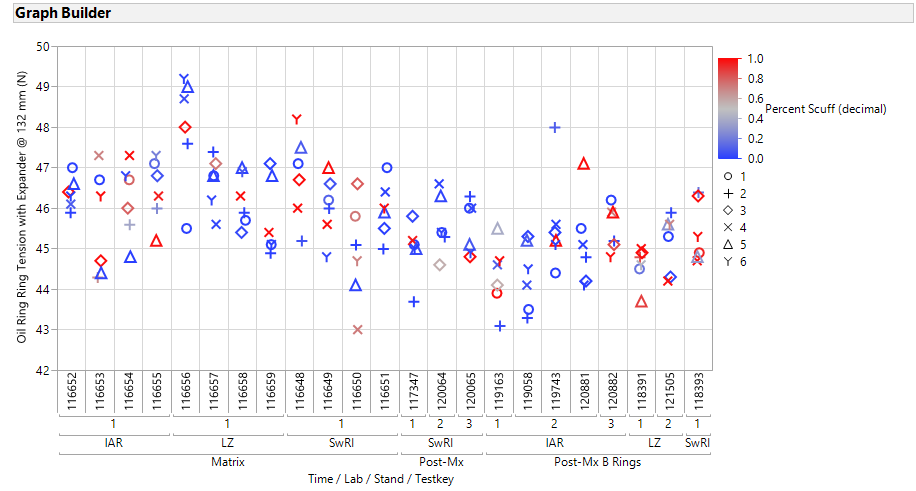 Graph Builder
Oil Ring Ring Tension with Expander @ 132 mm (N)
50
49
48
47
46
45
44
43
42
116652 116653 116654 116655 116656 116657 116658 116659 116648 116649 116650 116651 117347 120064 120065 119163 119058 119743 120881 120882 118391 121505 118393
1 1 1 1 2 3 1 2 3 1 2 1
IAR LZ SwRI SwRI IAR LZ SwRI
Matrix Post-Mx Post-Mx B Rings
Time / Lab / Stand / Testkey
1.0
0.8
0.6
0.4
0.2
0.0
Percent Scuff (decimal)
1
2
3
4
5
6